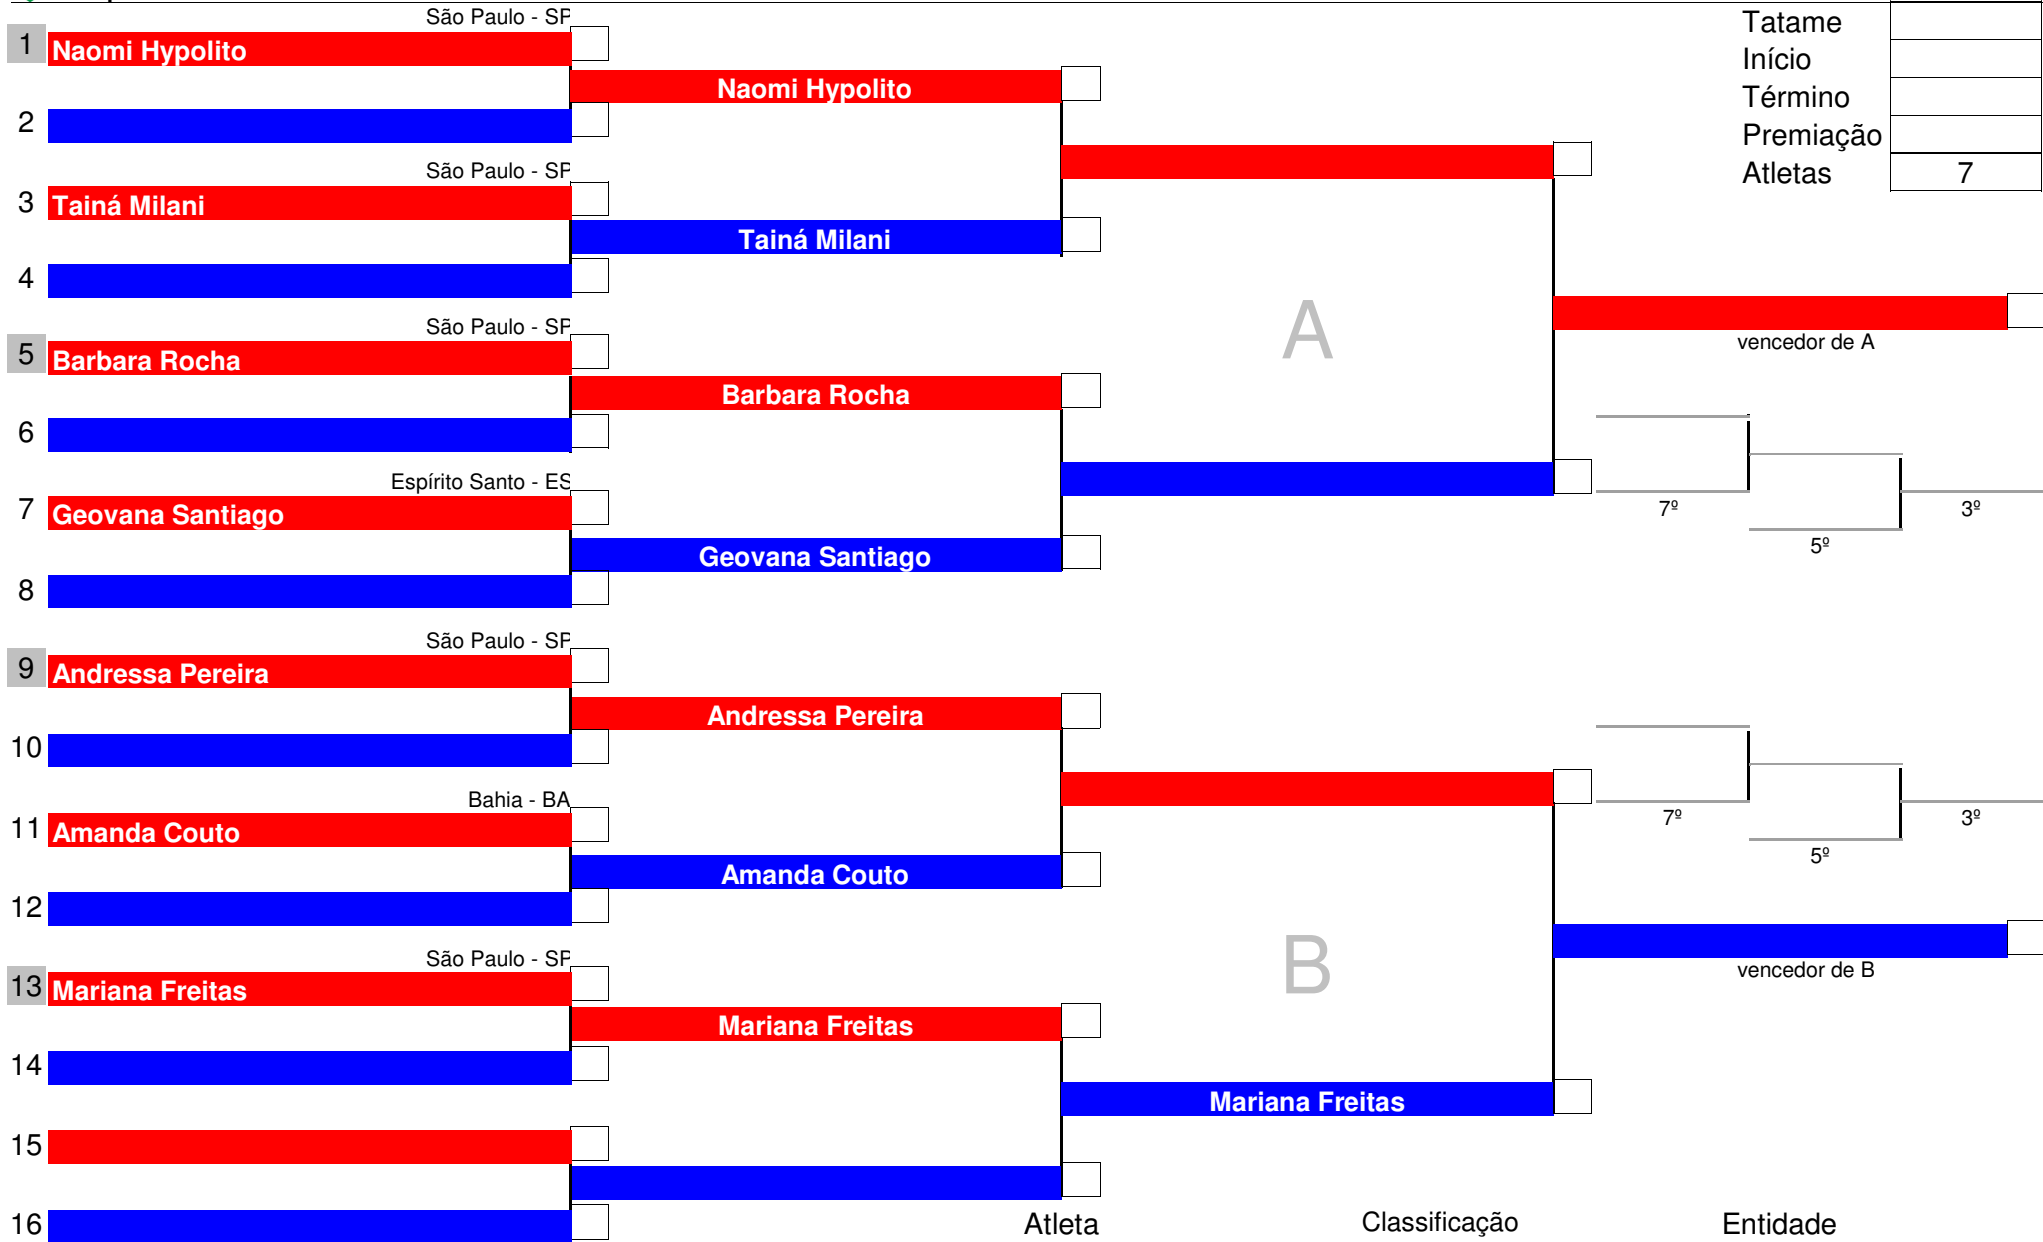 São Paulo - SP
Tatame
1 Naomi Hypolito
Início
Naomi Hypolito
Término
2
Premiação
São Paulo - SP
Atletas 7
3 Tainá Milani
Tainá Milani
4
São Paulo - SP
A
vencedor de A
5 Barbara Rocha
Barbara Rocha
6
Espírito Santo - ES
7 Geovana Santiago
7º 3º
5º
Geovana Santiago
8
São Paulo - SP
9 Andressa Pereira
Andressa Pereira
10
Bahia - BA
7º 3º
11 Amanda Couto
5º
Amanda Couto
12
São Paulo - SP
B
vencedor de B
13 Mariana Freitas
Mariana Freitas
14
Mariana Freitas
15
16
Atleta Classificação Entidade